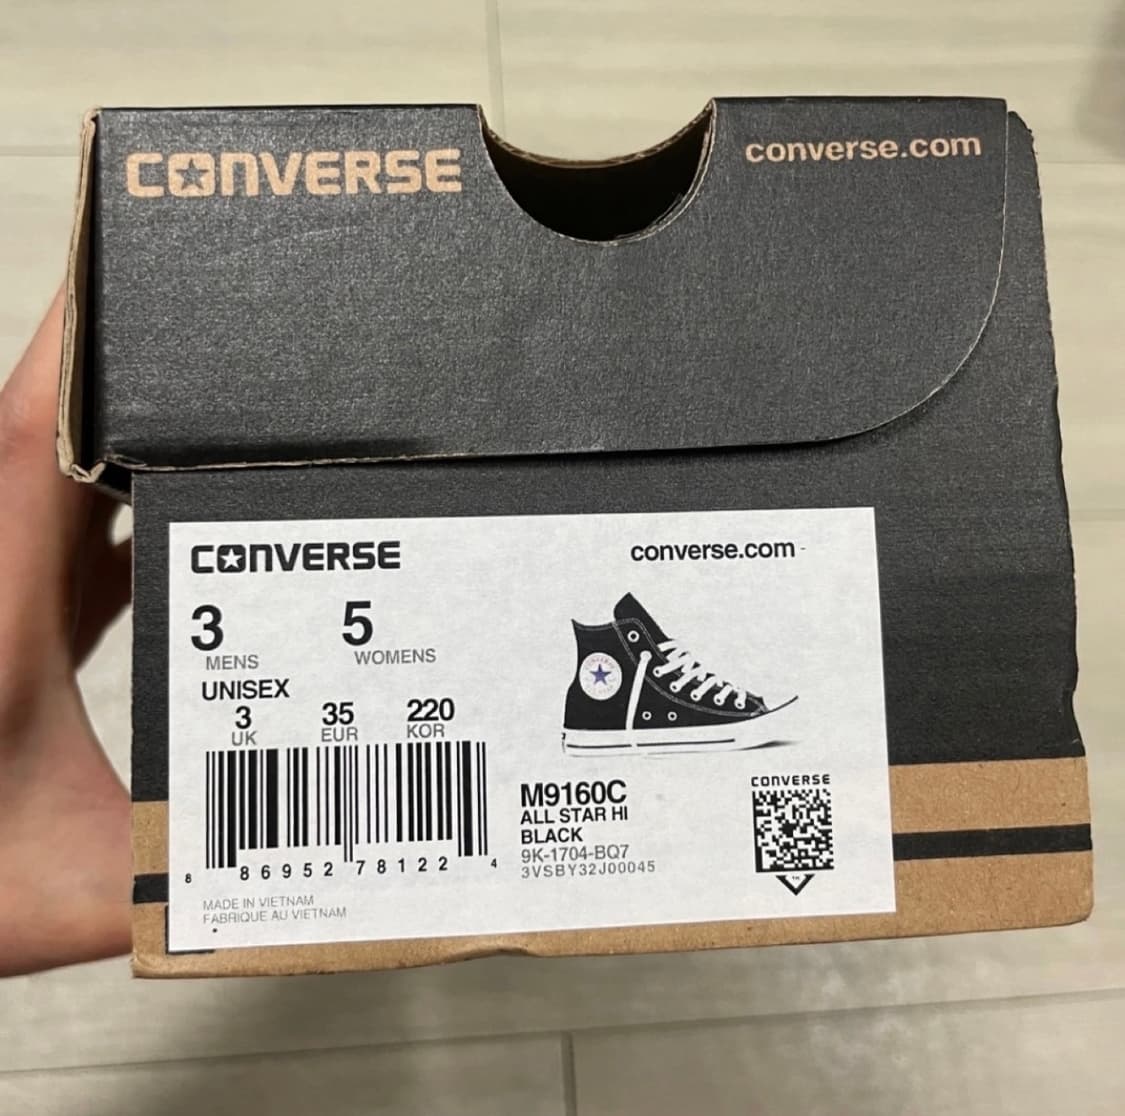 CONVERSE
converse.com
CONVERSE
converse.com
3 5
MENS WOMENS
UNISEX
3 35 220
UK EUR KOR
8 86952 78122 4
MADE IN VIETNAM
FABRIQUE AU VIETNAM
M9160C
ALL STAR HI
BLACK
9K-1704-BQ7
3VSBY32J00045
CONVERSE